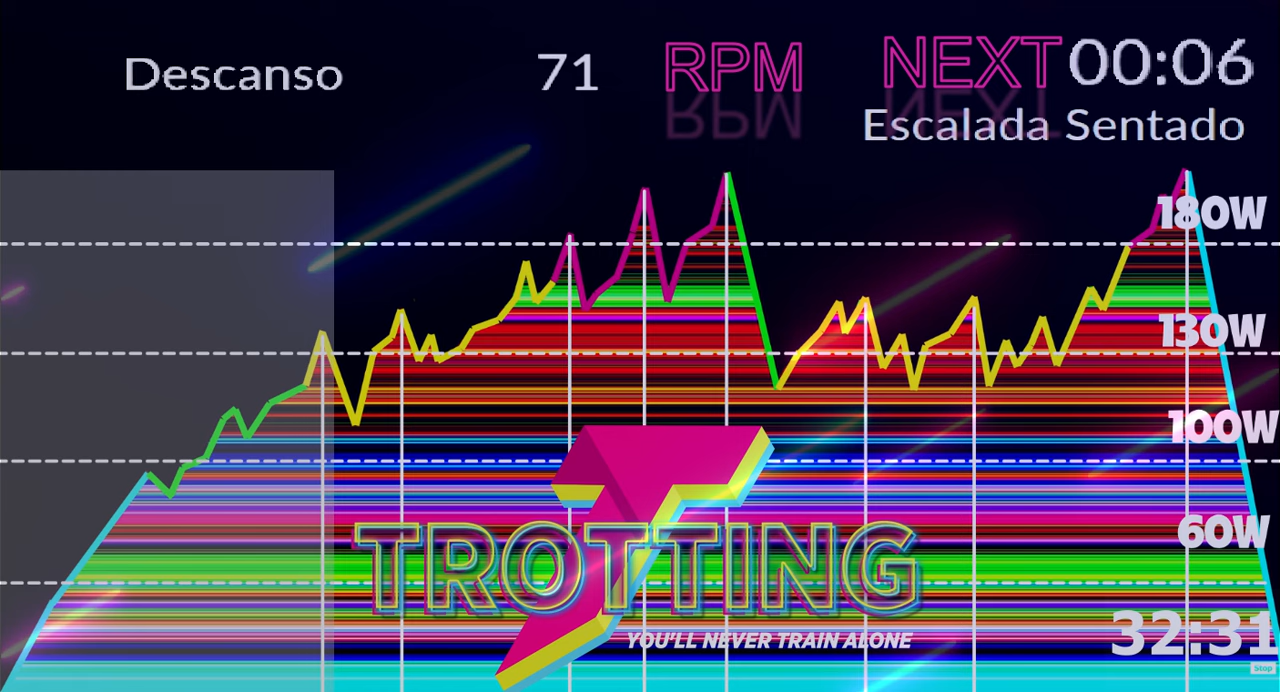 Descanso
71 RPM
NEXT 00:06
Escalada Sentado
180W
130W
100W
60W
TROTTING
YOU'LL NEVER TRAIN ALONE
32:31
Stop